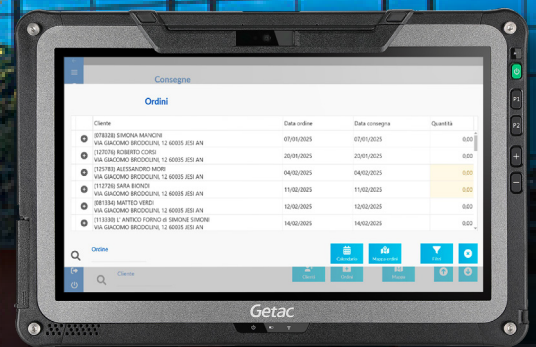 Consegne
Ordini
Cliente Data ordine Data consegna Quantità
(078328) SIMONA MANCINI
VIA GIACOMO BRODOLINI, 12 60035 JESI AN 07/01/2025 07/01/2025 0,00
(127076) ROBERTO CORSI
VIA GIACOMO BRODOLINI, 12 60035 JESI AN 20/01/2025 23/01/2025 0,00
(125783) ALESSANDRO MORI
VIA GIACOMO BRODOLINI, 12 60035 JESI AN 04/02/2025 04/02/2025 0,00
(112726) SARA BIONDI
VIA GIACOMO BRODOLINI, 12 60035 JESI AN 11/02/2025 11/02/2025 0,00
(081334) MATTEO VERDI
VIA GIACOMO BRODOLINI, 12 60035 JESI AN 12/02/2025 12/02/2025 0,00
(113330) L' ANTICO FORNO di SIMONE SIMONI
VIA GIACOMO BRODOLINI, 12 60035 JESI AN 14/02/2025 14/02/2025 0,00
Ordine
Calendario Mappa ordini Filtri
Cliente
Clienti Ordini Mappa
Getac
P1
P2